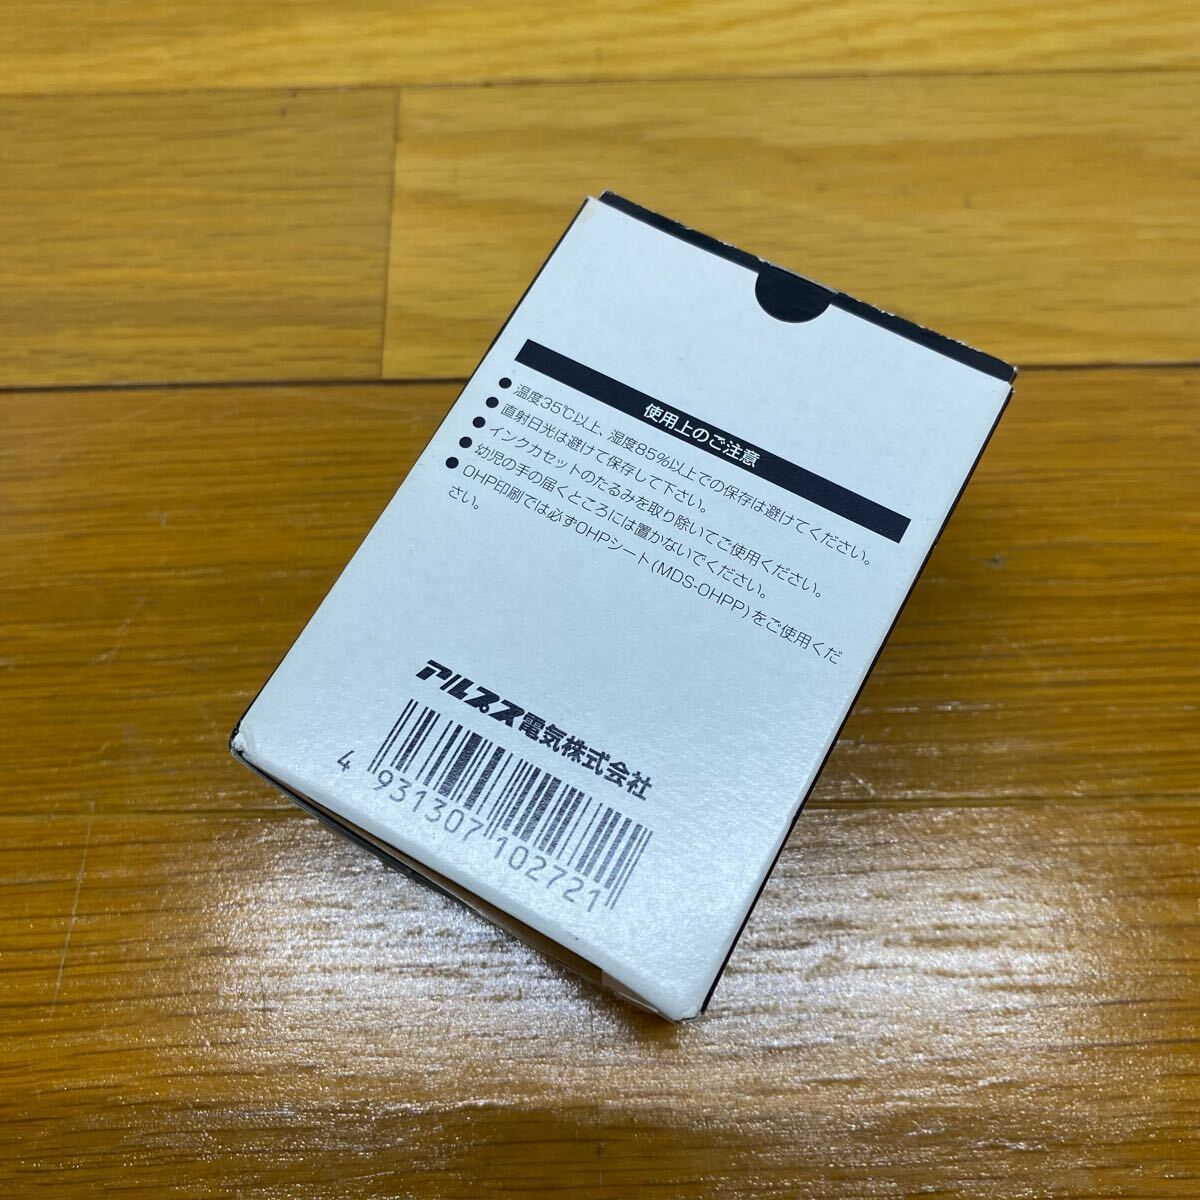 使用上のご注意
●温度35℃以上、湿度85%以上での保存は避けてください。
●直射日光は避けて保存して下さい。
●インクカセットのたるみを取り除いてご使用ください。
●幼児の手の届くところには置かないでください。
●OHP印刷では必ずOHPシート(MDS-OHPP)をご使用くだ
さい。
アルプス電気株式会社
4 931307 102721